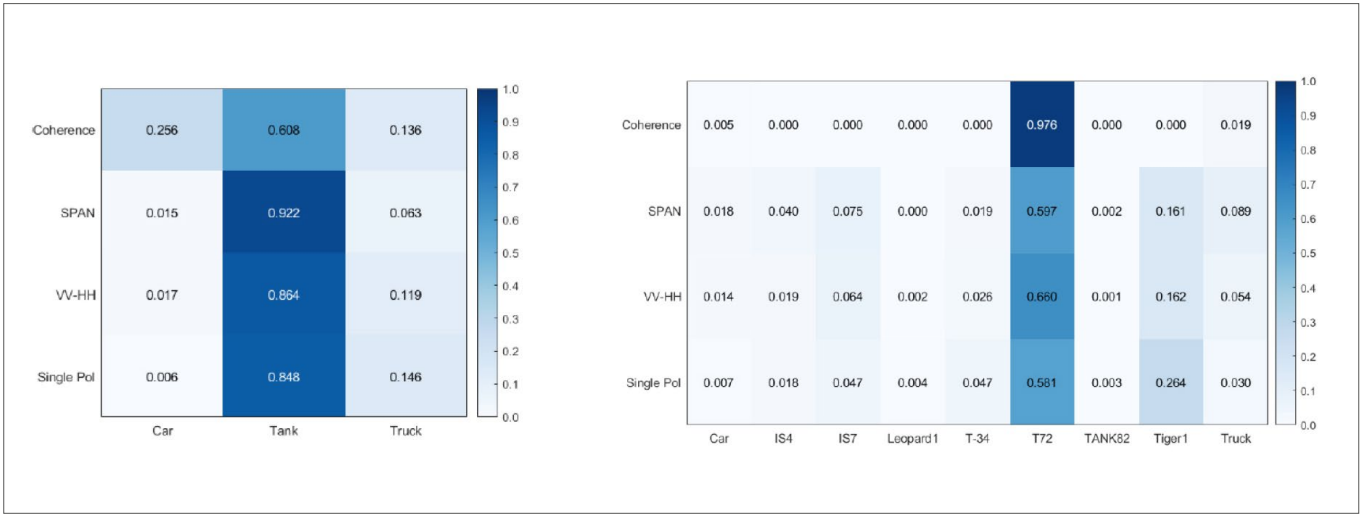 1.0
Coherence 0.256 0.608 0.136 0.9
0.8
0.7
SPAN 0.015 0.922 0.063
0.6
0.5
0.4
VV-HH 0.017 0.864 0.119
0.3
0.2
Single Pol 0.006 0.848 0.146
0.1
0.0
Car Tank Truck
1.0
Coherence 0.005 0.000 0.000 0.000 0.000 0.976 0.000 0.000 0.019
0.9
0.8
0.7
SPAN 0.018 0.040 0.075 0.000 0.019 0.597 0.002 0.161 0.089
0.6
0.5
0.4
VV-HH 0.014 0.019 0.064 0.002 0.026 0.660 0.001 0.162 0.054
0.3
0.2
Single Pol 0.007 0.018 0.047 0.004 0.047 0.581 0.003 0.264 0.030
0.1
0.0
Car IS4 IS7 Leopard1 T-34 T72 TANK82 Tiger1 Truck